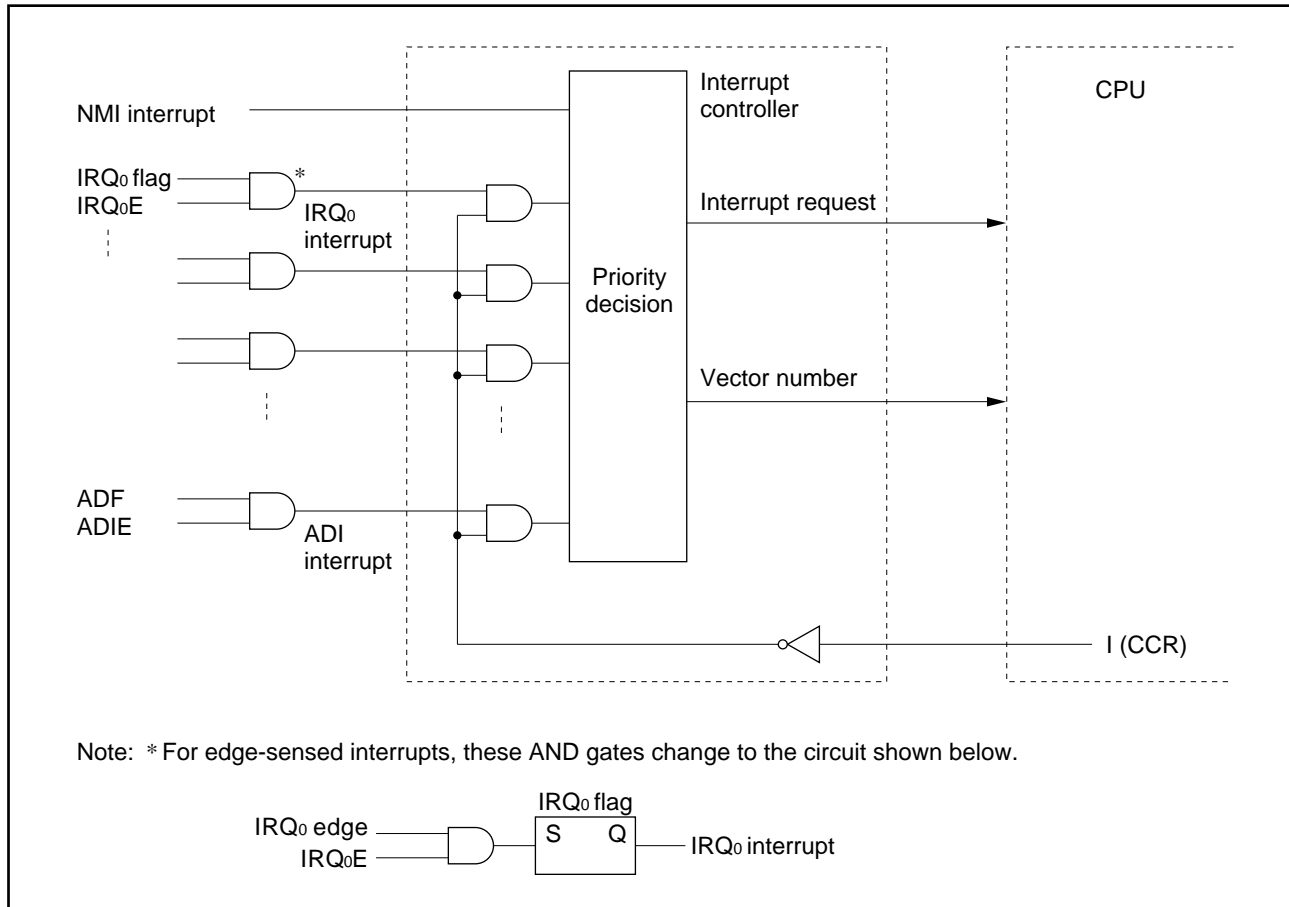 NMI interrupt
IRQ0 flag
IRQ0E
*
IRQ0
interrupt
ADF
ADIE
ADI
interrupt
Interrupt
controller
Priority
decision
CPU
Interrupt request
Vector number
I (CCR)
Note: * For edge-sensed interrupts, these AND gates change to the circuit shown below.
IRQ0 edge
IRQ0E
IRQ0 flag
S Q
IRQ0 interrupt